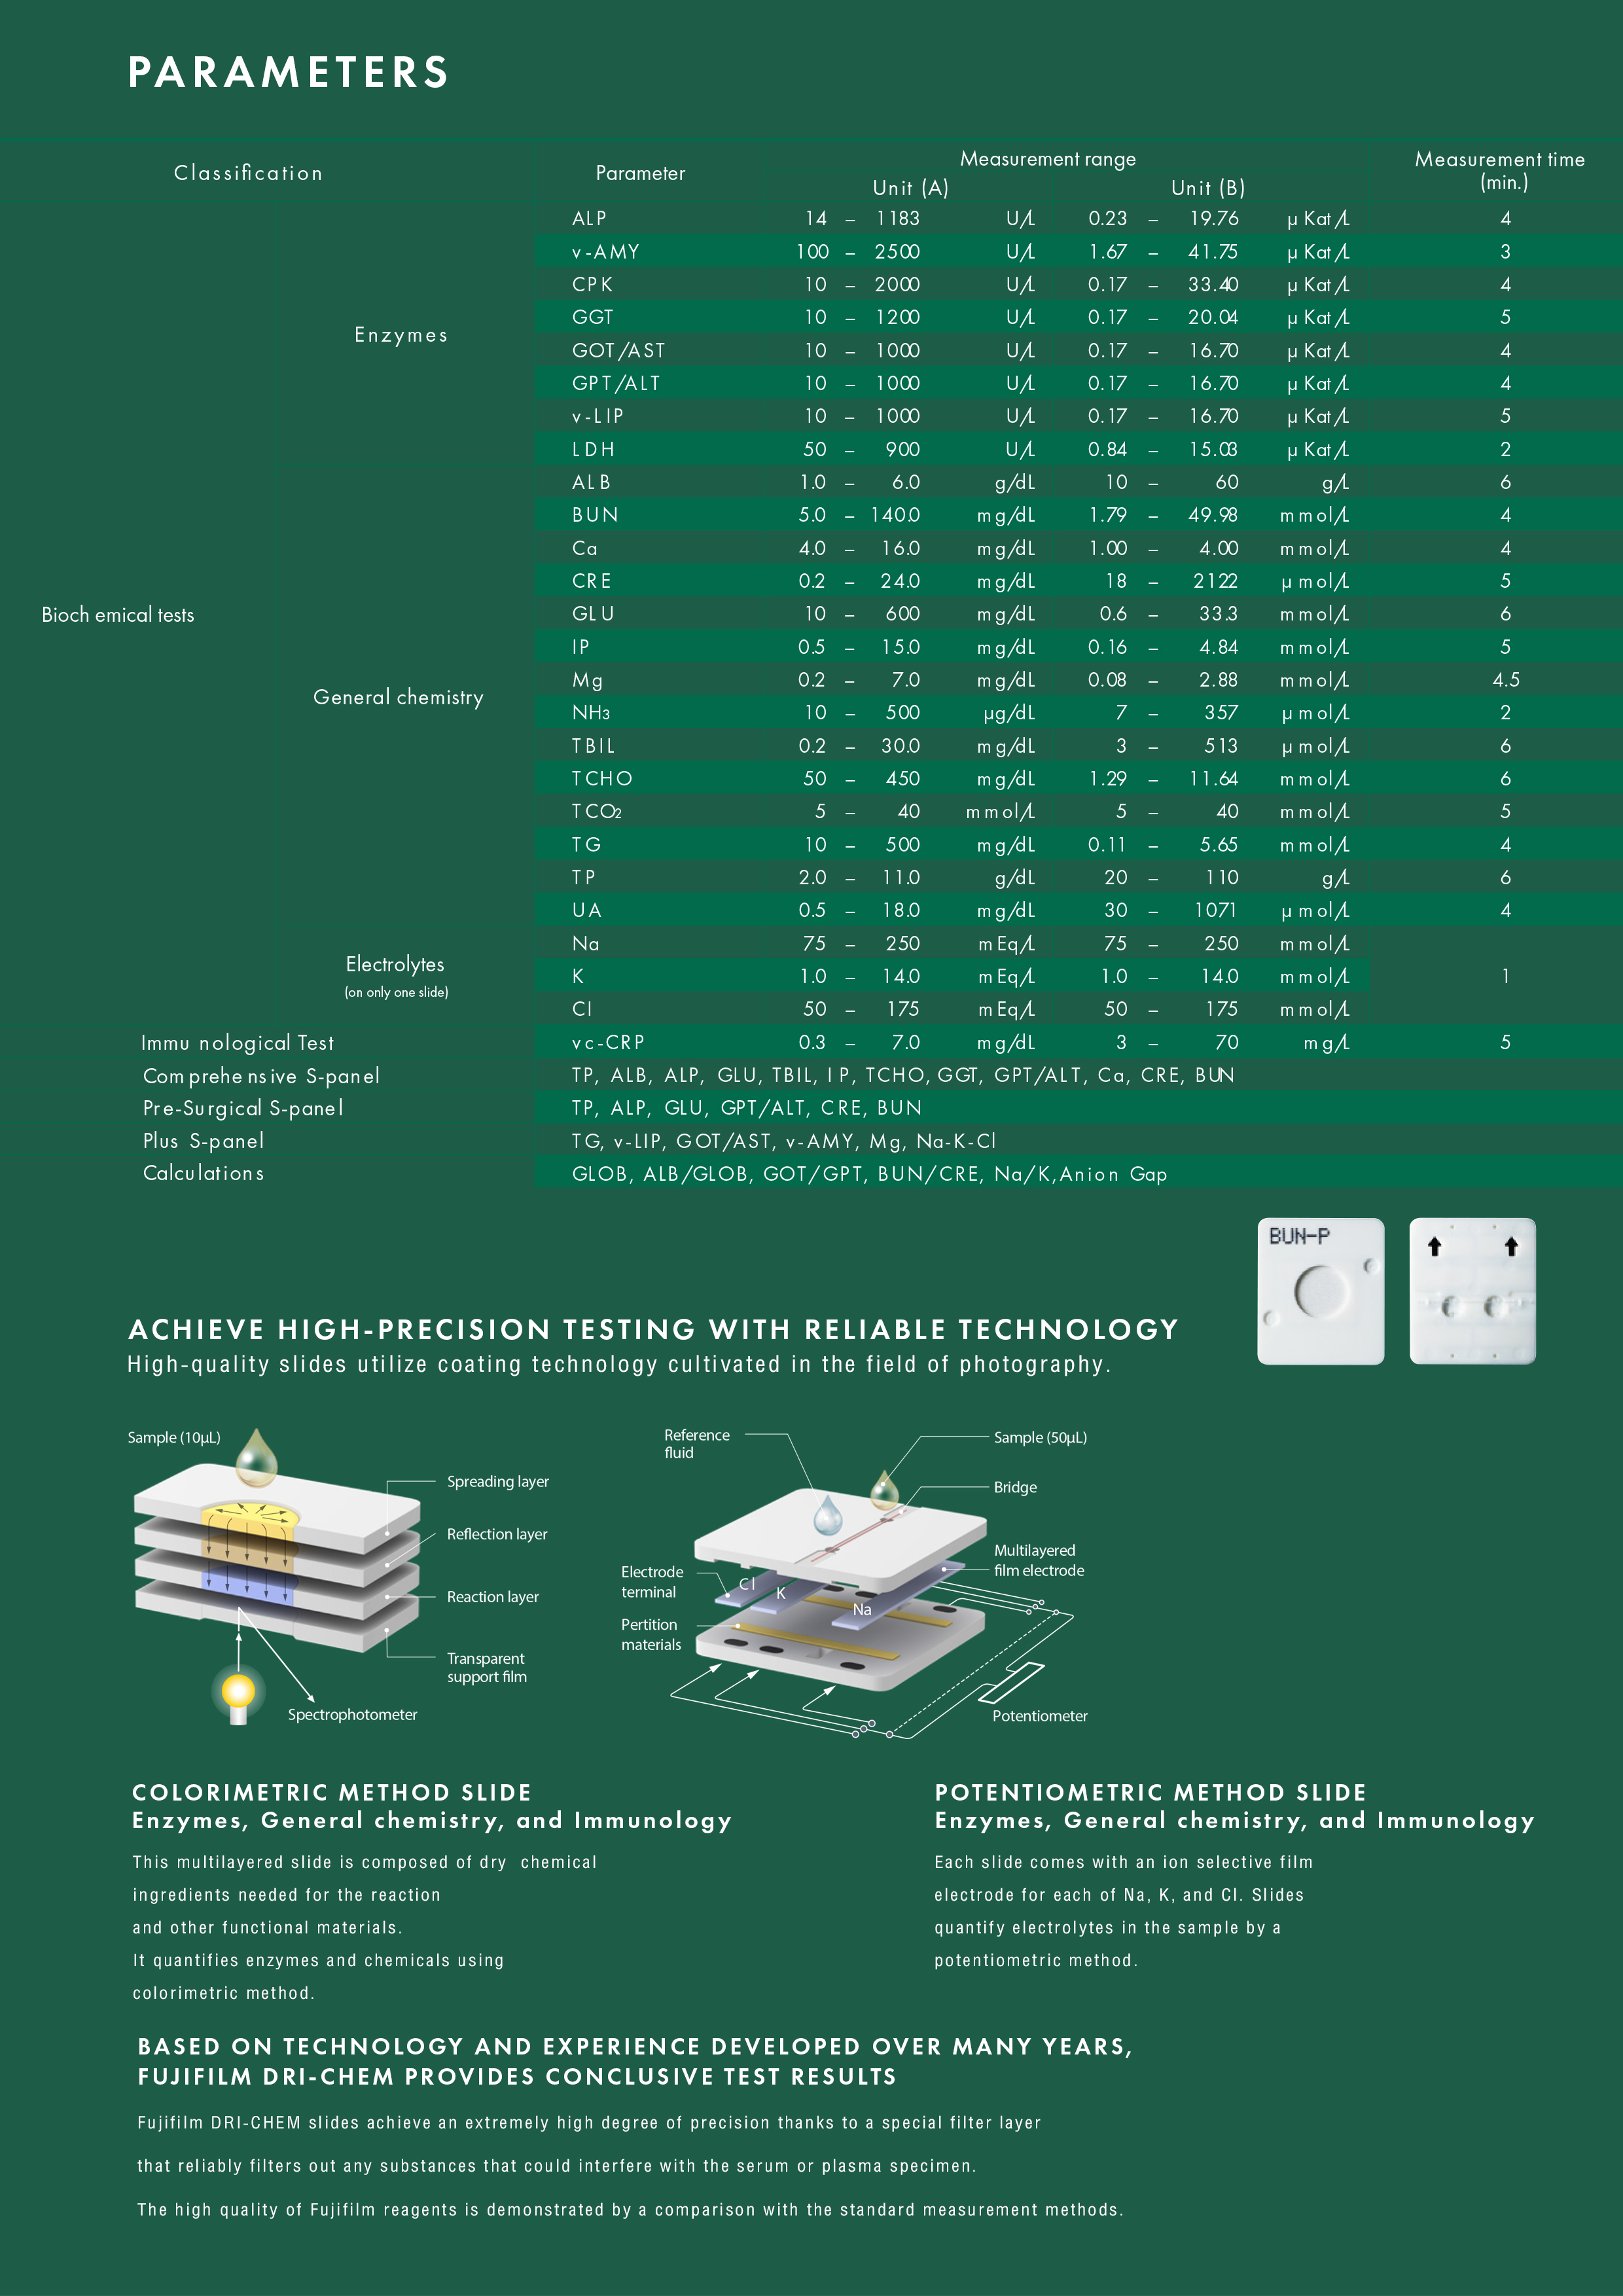 PARAMETERS
Classification Parameter Measurement range Measurement time
Unit (A) Unit (B) (min.)
ALP 14 – 1183 U/L 0.23 – 19.76 µ Kat/L 4
v-AMY 100 – 2500 U/L 1.67 – 41.75 µ Kat/L 3
CPK 10 – 2000 U/L 0.17 – 33.40 µ Kat/L 4
GGT 10 – 1200 U/L 0.17 – 20.04 µ Kat/L 5
Enzymes
GOT/AST 10 – 1000 U/L 0.17 – 16.70 µ Kat/L 4
GPT/ALT 10 – 1000 U/L 0.17 – 16.70 µ Kat/L 4
v-LIP 10 – 1000 U/L 0.17 – 16.70 µ Kat/L 5
LDH 50 – 900 U/L 0.84 – 15.03 µ Kat/L 2
ALB 1.0 – 6.0 g/dL 10 – 60 g/L 6
BUN 5.0 – 140.0 mg/dL 1.79 – 49.98 mmol/L 4
Ca 4.0 – 16.0 mg/dL 1.00 – 4.00 mmol/L 4
CRE 0.2 – 24.0 mg/dL 18 – 2122 µmol/L 5
Bioch emical tests GLU 10 – 600 mg/dL 0.6 – 33.3 mmol/L 6
IP 0.5 – 15.0 mg/dL 0.16 – 4.84 mmol/L 5
Mg 0.2 – 7.0 mg/dL 0.08 – 2.88 mmol/L 4.5
General chemistry
NH3 10 – 500 µg/dL 7 – 357 µmol/L 2
TBIL 0.2 – 30.0 mg/dL 3 – 513 µmol/L 6
TCHO 50 – 450 mg/dL 1.29 – 11.64 mmol/L 6
TCO2 5 – 40 mmol/L 5 – 40 mmol/L 5
TG 10 – 500 mg/dL 0.11 – 5.65 mmol/L 4
TP 2.0 – 11.0 g/dL 20 – 110 g/L 6
UA 0.5 – 18.0 mg/dL 30 – 1071 µmol/L 4
Na 75 – 250 mEq/L 75 – 250 mmol/L
Electrolytes
K 1.0 – 14.0 mEq/L 1.0 – 14.0 mmol/L 1
(on only one slide)
Cl 50 – 175 mEq/L 50 – 175 mmol/L
Immu nological Test vc-CRP 0.3 – 7.0 mg/dL 3 – 70 mg/L 5
Comprehensive S-panel TP, ALB, ALP, GLU, TBIL, IP, TCHO, GGT, GPT/ALT, Ca, CRE, BUN
Pre-Surgical S-panel TP, ALP, GLU, GPT/ALT, CRE, BUN
Plus S-panel TG, v-LIP, GOT/AST, v-AMY, Mg, Na-K-Cl
Calculations GLOB, ALB/GLOB, GOT/GPT, BUN/CRE, Na/K,Anion Gap
BUN-P
ACHIEVE HIGH-PRECISION TESTING WITH RELIABLE TECHNOLOGY
High-quality slides utilize coating technology cultivated in the field of photography.
Sample (10µL)
Spreading layer
Reflection layer
Reaction layer
Transparent
support film
Spectrophotometer
Reference
fluid
Sample (50µL)
Bridge
Multilayered
film electrode
Electrode
terminal
Cl
K
Na
Pertition
materials
Potentiometer
COLORIMETRIC METHOD SLIDE
Enzymes, General chemistry, and Immunology
This multilayered slide is composed of dry chemical
ingredients needed for the reaction
and other functional materials.
It quantifies enzymes and chemicals using
colorimetric method.
POTENTIOMETRIC METHOD SLIDE
Enzymes, General chemistry, and Immunology
Each slide comes with an ion selective film
electrode for each of Na, K, and Cl. Slides
quantify electrolytes in the sample by a
potentiometric method.
BASED ON TECHNOLOGY AND EXPERIENCE DEVELOPED OVER MANY YEARS,
FUJIFILM DRI-CHEM PROVIDES CONCLUSIVE TEST RESULTS
Fujifilm DRI-CHEM slides achieve an extremely high degree of precision thanks to a special filter layer
that reliably filters out any substances that could interfere with the serum or plasma specimen.
The high quality of Fujifilm reagents is demonstrated by a comparison with the standard measurement methods.